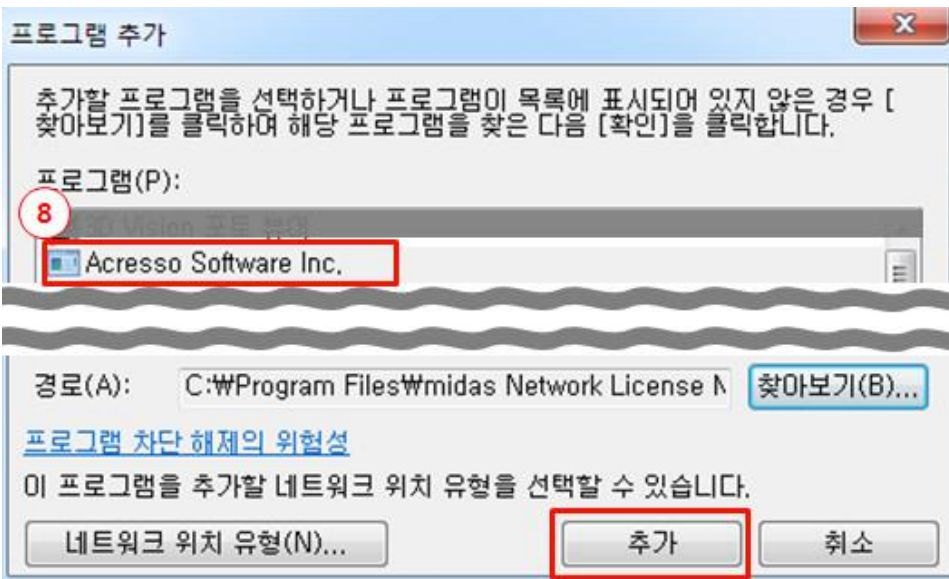 프로그램 추가
추가할 프로그램을 선택하거나 프로그램이 목록에 표시되어 있지 않은 경우 [
찾아보기]를 클릭하여 해당 프로그램을 찾은 다음 [확인]을 클릭합니다.
프로그램(P):
8
3D Vision 포토 뷰어
Acresso Software Inc.
경로(A): C:₩Program Files₩midas Network License 찾아보기(B)...
프로그램 차단 해제의 위험성
이 프로그램을 추가할 네트워크 위치 유형을 선택할 수 있습니다.
네트워크 위치 유형(N)... 추가 취소